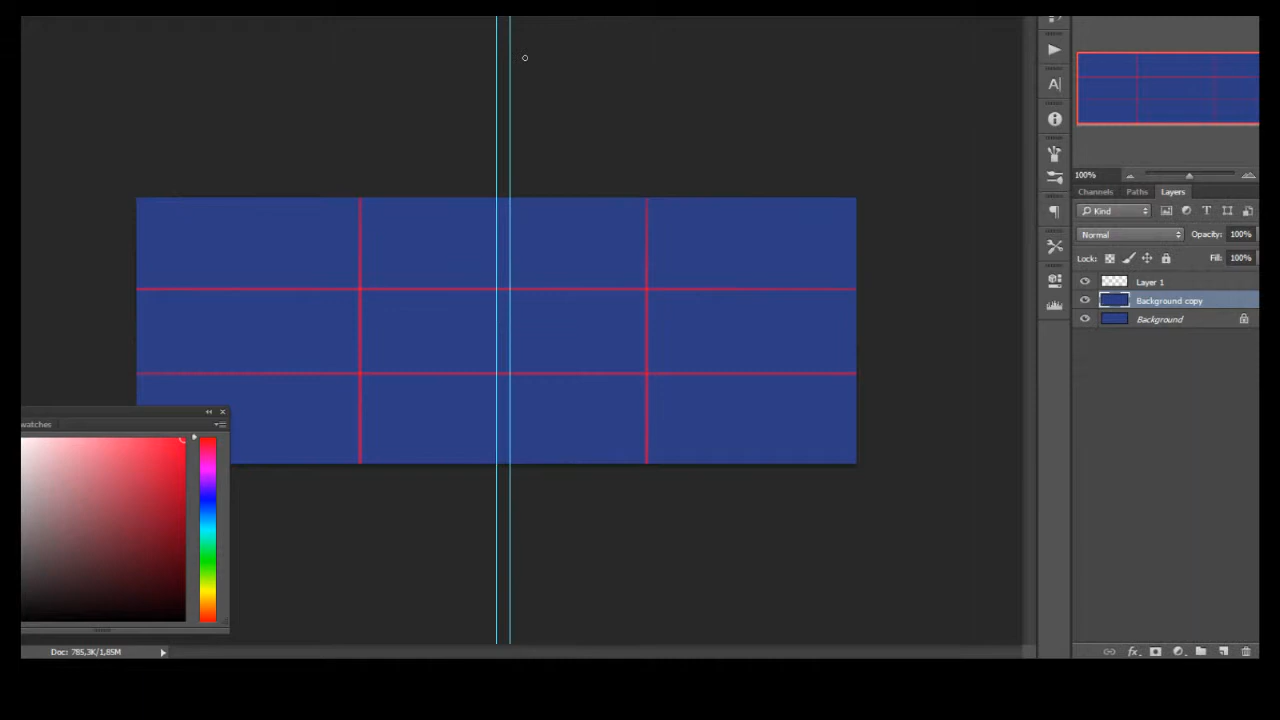 A|
100%
Channels Paths Layers
Kind
Normal Opacity: 100%
Lock: Fill: 100%
Layer 1
Background copy
Background
watches
Doc: 785,3K/1,85M
fx